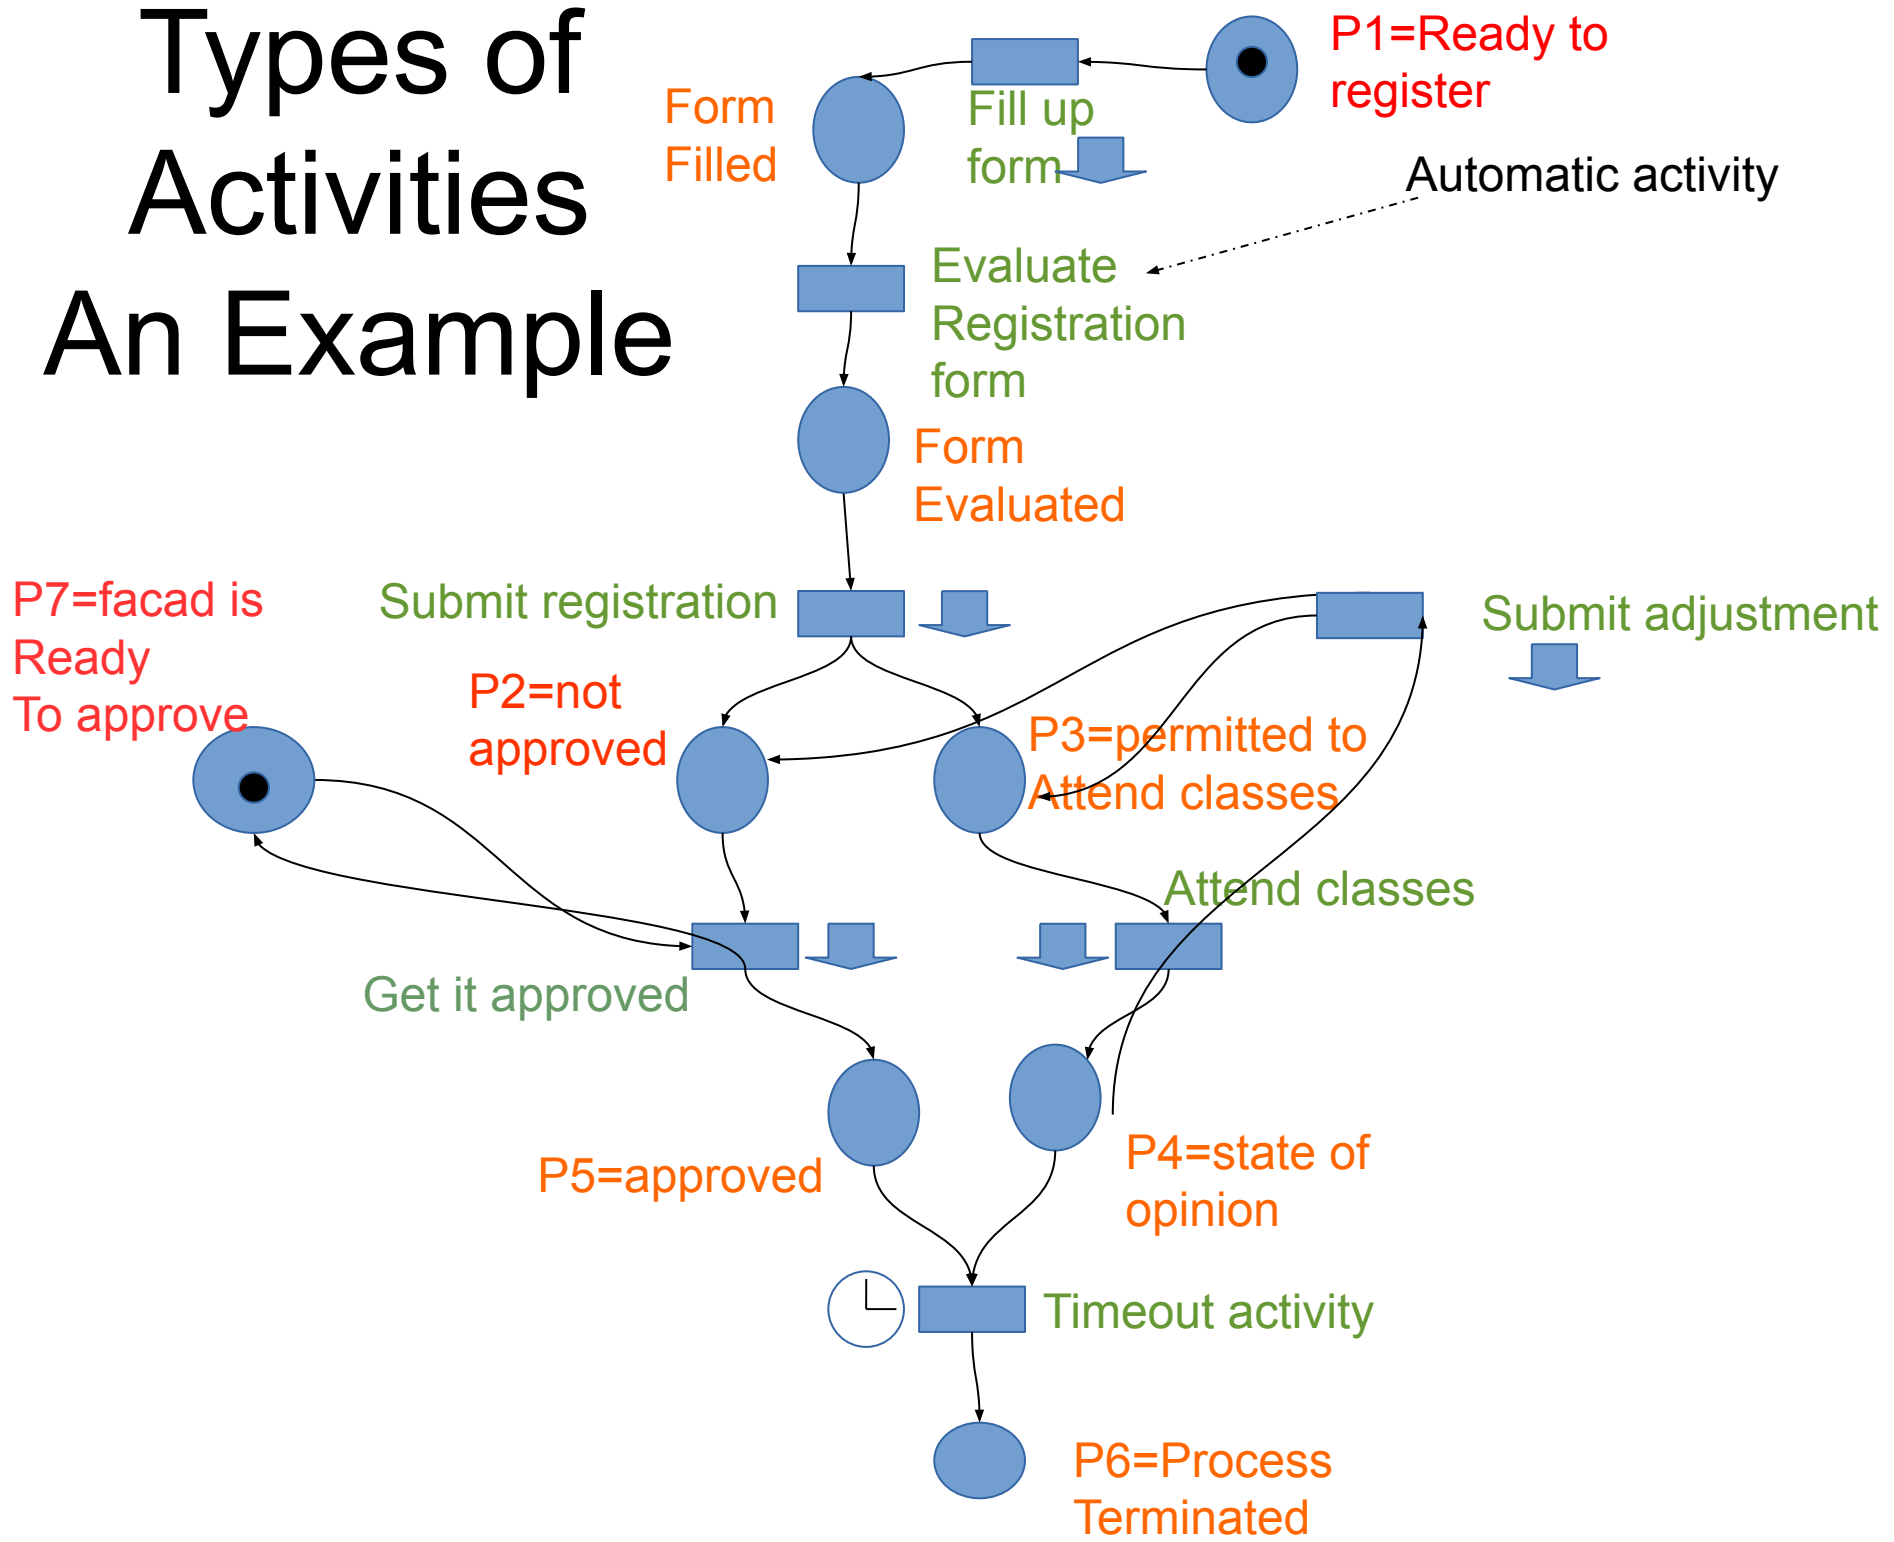 Types of
Activities
An Example
P1=Ready to
register
Form
Filled
Fill up
form
Automatic activity
Evaluate
Registration
form
Form
Evaluated
P7=facad is
Ready
To approve
Submit registration
Submit adjustment
P2=not
approved
P3=permitted to
Attend classes
Attend classes
Get it approved
P5=approved
P4=state of
opinion
Timeout activity
P6=Process
Terminated